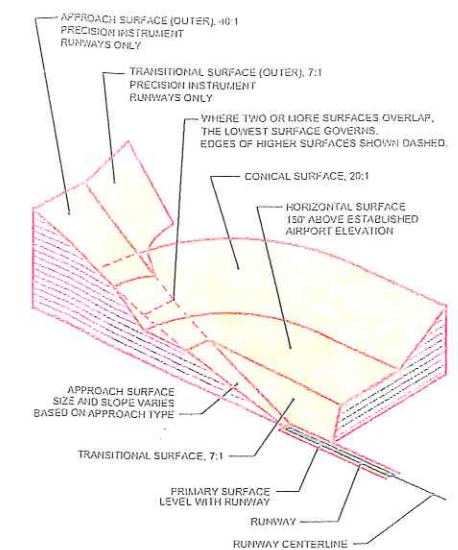 APPROACH SURFACE (OUTER), 40:1
PRECISION INSTRUMENT
RUNWAYS ONLY
TRANSITIONAL SURFACE (OUTER), 7:1
PRECISION INSTRUMENT
RUNWAYS ONLY
WHERE TWO OR MORE SURFACES OVERLAP,
THE LOWEST SURFACE GOVERNS.
EDGES OF HIGHER SURFACES SHOWN DASHED.
CONICAL SURFACE, 20:1
HORIZONTAL SURFACE
150' ABOVE ESTABLISHED
AIRPORT ELEVATION
APPROACH SURFACE
SIZE AND SLOPE VARIES
BASED ON APPROACH TYPE
TRANSITIONAL SURFACE, 7:1
PRIMARY SURFACE
LEVEL WITH RUNWAY
RUNWAY
RUNWAY CENTERLINE